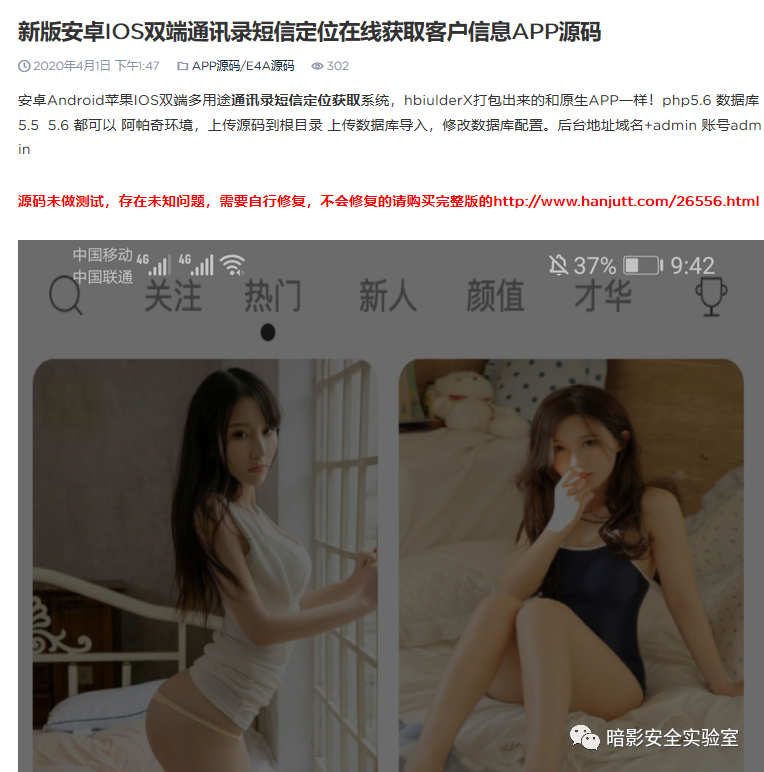 新版安卓IOS双端通讯录短信定位在线获取客户信息APP源码
2020年4月1日 下午1:47 APP源码/E4A源码 302
安卓Android苹果IOS双端多用途通讯录短信定位获取系统，hbiulderX打包出来的和原生APP一样！php5.6 数据库
5.5 5.6 都可以 阿帕奇环境，上传源码到根目录 上传数据库导入，修改数据库配置。后台地址域名+admin 账号adm
in
源码未做测试，存在未知问题，需要自行修复，不会修复的请购买完整版的http://www.hanjutt.com/26556.html
中国移动 4G 4G 37% 9:42
中国联通
关注 热门 新人 颜值 才华
暗影安全实验室